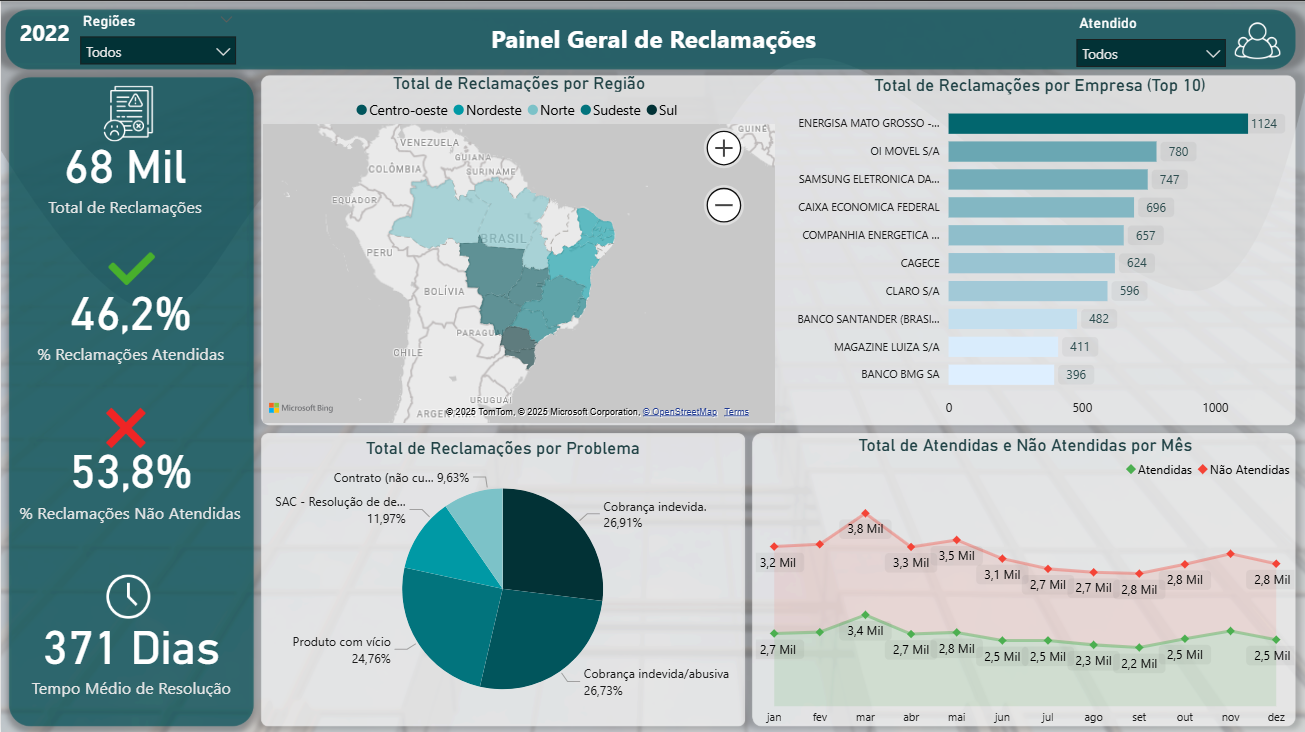 2022
Regiões
Todos
Painel Geral de Reclamações
Atendido
Todos
68 Mil
Total de Reclamações
46,2%
% Reclamações Atendidas
53,8%
% Reclamações Não Atendidas
371 Dias
Tempo Médio de Resolução
Total de Reclamações por Região
Centro-oeste Nordeste Norte Sudeste Sul
VENEZUELA
GUIANA
SURINAME
GUINÉ
COLÔMBIA
EQUADOR
BRASIL
PERU
BOLÍVIA
PARAGU
CHILE
URUGUAI
ARGEN
Microsoft Bing
© 2025 TomTom, © 2025 Microsoft Corporation, © OpenStreetMap Terms
Total de Reclamações por Empresa (Top 10)
ENERGISA MATO GROSSO -... 1124
OI MOVEL S/A 780
SAMSUNG ELETRONICA DA... 747
CAIXA ECONOMICA FEDERAL 696
COMPANHIA ENERGETICA ... 657
CAGECE 624
CLARO S/A 596
BANCO SANTANDER (BRASI... 482
MAGAZINE LUIZA S/A 411
BANCO BMG SA 396
0 500 1000
Total de Reclamações por Problema
Contrato (não cu... 9,63%
SAC - Resolução de de...
11,97%
Cobrança indevida.
26,91%
Produto com vício
24,76%
Cobrança indevida/abusiva
26,73%
Total de Atendidas e Não Atendidas por Mês
Atendidas Não Atendidas
3,2 Mil 3,8 Mil 3,3 Mil 3,5 Mil 3,1 Mil 2,7 Mil 2,7 Mil 2,8 Mil 2,8 Mil 2,8 Mil
2,7 Mil 3,4 Mil 2,7 Mil 2,8 Mil 2,5 Mil 2,5 Mil 2,3 Mil 2,2 Mil 2,5 Mil 2,5 Mil
jan fev mar abr mai jun jul ago set out nov dez